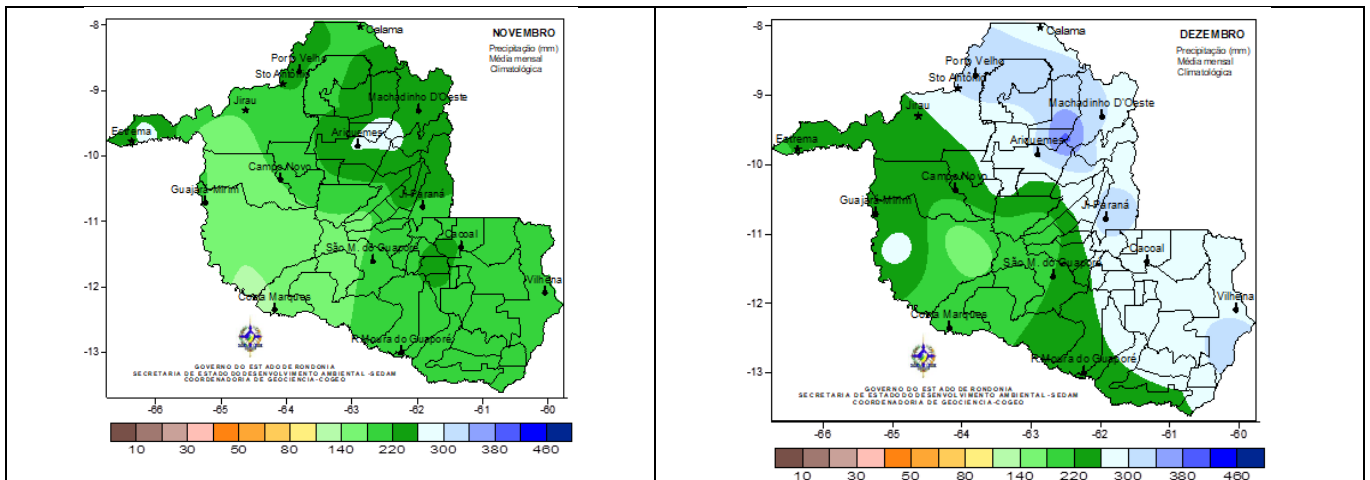 NOVEMBRO
Precipitação (mm)
Média mensal
Climatológica
-8
-9
-10
-11
-12
-13
Calama
Porto Velho
Sto Antônio
Jirau
Machadinho D'Oeste
Extrema
Ariquemes
Campo Novo
Guajará-Mirim
Ji-Paraná
São M. do Guaporé
Cacoal
Vilhena
Costa Marques
R.Moura do Guaporé
GOVERNO DO ESTADO DE RONDONIA
SECRETARIA DE ESTADO DO DESENVOLVIMENTO AMBIENTAL -SEDAM
COORDENADORIA DE GEOCIENCIA-COGEO
-66 -65 -64 -63 -62 -61 -60
10 30 50 80 140 220 300 380 460
DEZEMBRO
Precipitação (mm)
Média mensal
Climatológica
-8
-9
-10
-11
-12
-13
Calama
Porto Velho
Sto Antônio
Jirau
Machadinho D'Oeste
Extrema
Ariquemes
Campo Novo
Guajará-Mirim
Ji-Paraná
São M. do Guaporé
Cacoal
Vilhena
Costa Marques
R.Moura do Guaporé
GOVERNO DO ESTADO DE RONDONIA
SECRETARIA DE ESTADO DO DESENVOLVIMENTO AMBIENTAL -SEDAM
COORDENADORIA DE GEOCIENCIA-COGEO
-66 -65 -64 -63 -62 -61 -60
10 30 50 80 140 220 300 380 460